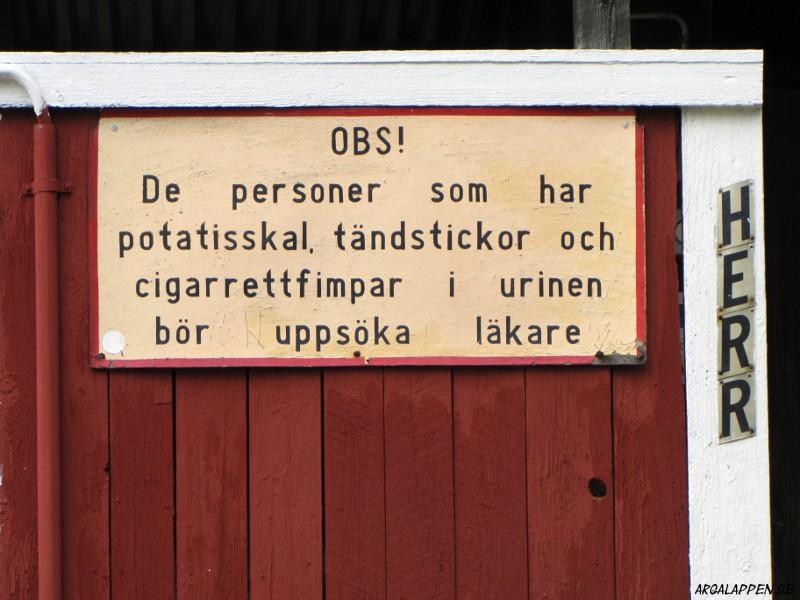 OBS!
De personer som har
potatisskal, tändstickor och
cigarrettfimpar i urinen
bör uppsöka läkare
HERR
ARGALAPPEN.SE